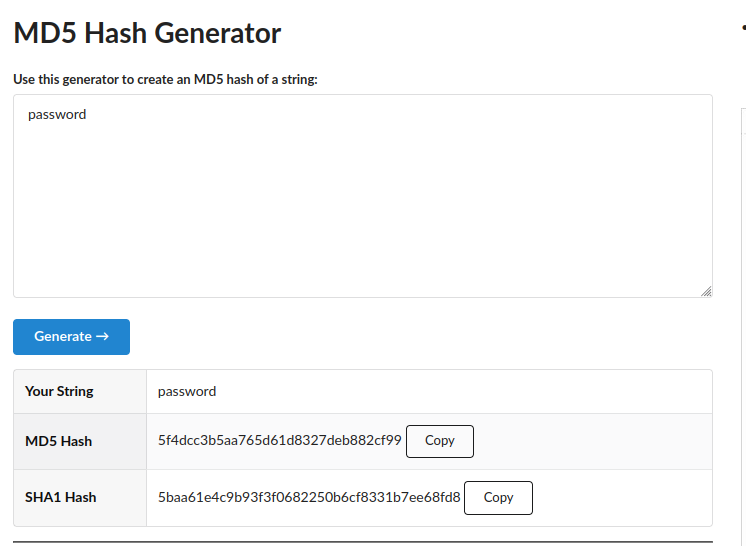 MD5 Hash Generator
Use this generator to create an MD5 hash of a string:
password
Generate →
Your String password
MD5 Hash 5f4dcc3b5aa765d61d8327deb882cf99 Copy
SHA1 Hash 5baa61e4c9b93f3f0682250b6cf8331b7ee68fd8 Copy